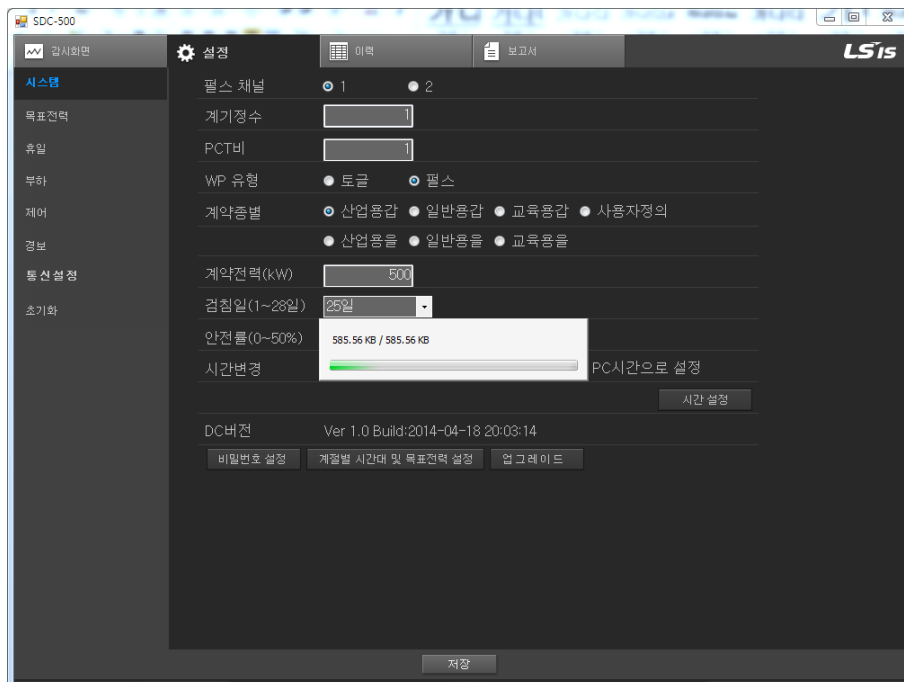 SDC-500
감시화면
설정
이력
보고서
LSIS
시스템
목표전력
휴일
부하
제어
경보
통신설정
초기화
펄스 채널 1 2
계기정수 1
PCT비 1
WP 유형 토글 펄스
계약종별 산업용갑 일반용갑 교육용갑 사용자정의
산업용을 일반용을 교육용을
계약전력(kW) 500
검침일(1~28일) 25일
안전률(0~50%)
585.56 KB / 585.56 KB
시간변경 PC시간으로 설정
시간 설정
DC버전 Ver 1.0 Build:2014-04-18 20:03:14
비밀번호 설정 계절별 시간대 및 목표전력 설정 업그레이드
저장